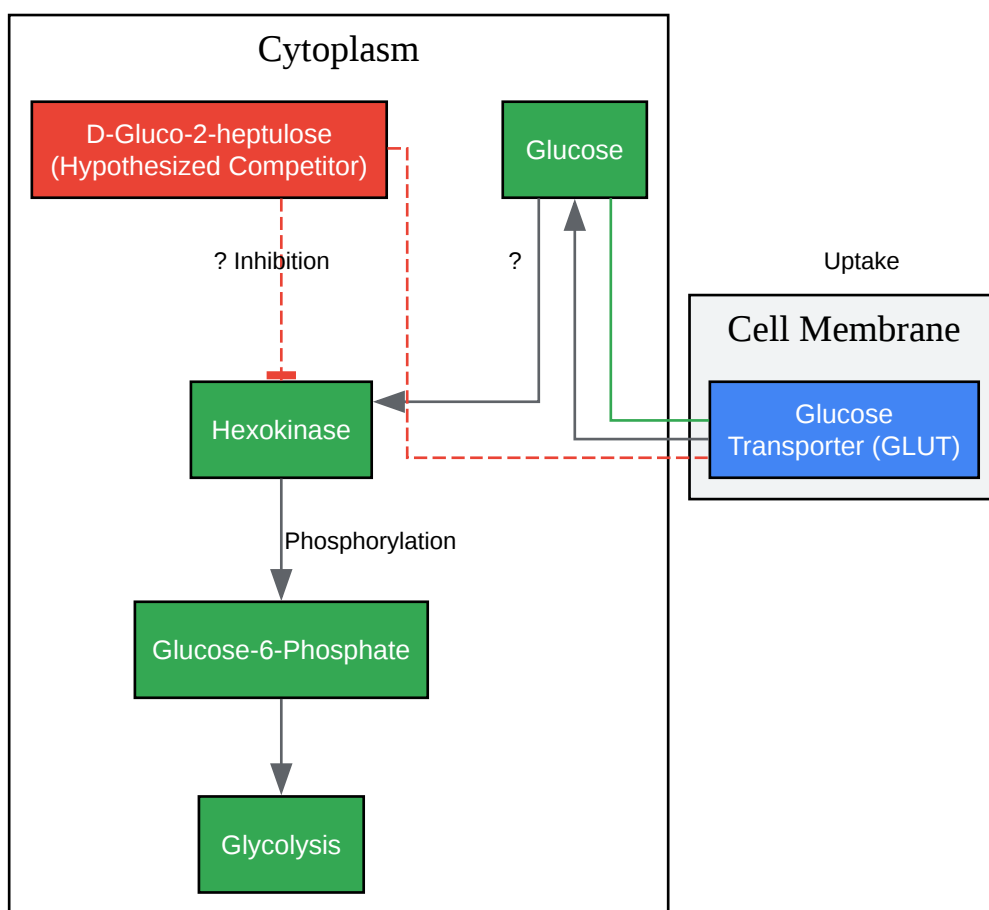 Cytoplasm
D-Gluco-2-heptulose
(Hypothesized Competitor)
Glucose
? Inhibition
?
Uptake
Cell Membrane
Glucose
Transporter (GLUT)
Hexokinase
Phosphorylation
Glucose-6-Phosphate
Glycolysis